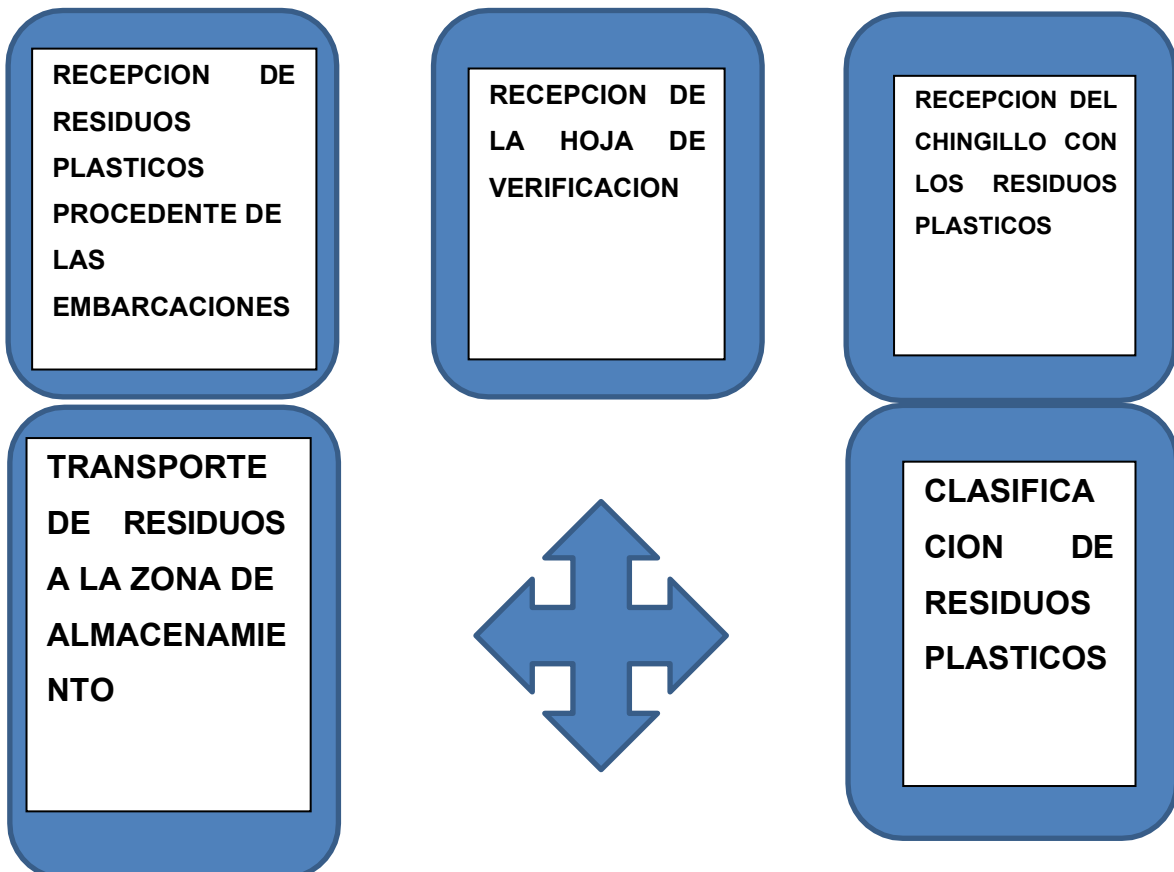 RECEPCION DE
RESIDUOS
PLASTICOS
PROCEDENTE DE
LAS
EMBARCACIONES
RECEPCION DE
LA HOJA DE
VERIFICACION
RECEPCION DEL
CHINGILLO CON
LOS RESIDUOS
PLASTICOS
TRANSPORTE
DE RESIDUOS
A LA ZONA DE
ALMACENAMIE
NTO
CLASIFICA
CION DE
RESIDUOS
PLASTICOS